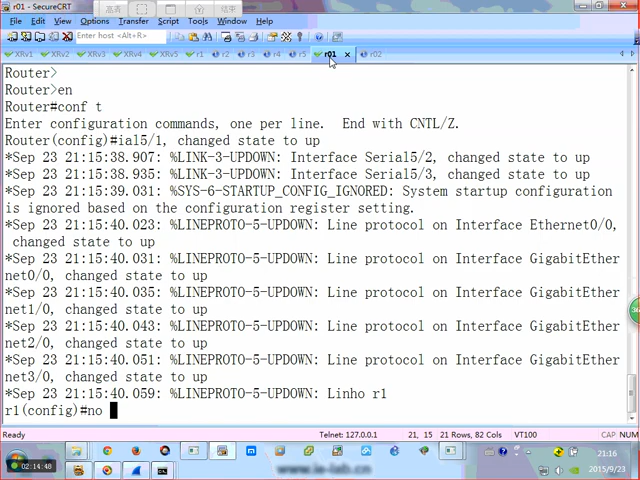 r01 - SecureCRT
File Edit View Options Transfer Script Tools Window Help
Enter host <Alt+R>
XRv1 XRv2 XRv3 XRv4 XRv5 r1 r2 r3 r4 r5 r01 r02
Router>
Router>en
Router#conf t
Enter configuration commands, one per line.  End with CNTL/Z.
Router(config)#ial5/1, changed state to up
*Sep 23 21:15:38.907: %LINK-3-UPDOWN: Interface Serial5/2, changed state to up
*Sep 23 21:15:38.935: %LINK-3-UPDOWN: Interface Serial5/3, changed state to up
*Sep 23 21:15:39.031: %SYS-6-STARTUP_CONFIG_IGNORED: System startup configuration
is ignored based on the configuration register setting.
*Sep 23 21:15:40.023: %LINEPROTO-5-UPDOWN: Line protocol on Interface Ethernet0/0,
changed state to up
*Sep 23 21:15:40.031: %LINEPROTO-5-UPDOWN: Line protocol on Interface GigabitEther
net0/0, changed state to up
*Sep 23 21:15:40.035: %LINEPROTO-5-UPDOWN: Line protocol on Interface GigabitEther
net1/0, changed state to up
*Sep 23 21:15:40.043: %LINEPROTO-5-UPDOWN: Line protocol on Interface GigabitEther
net2/0, changed state to up
*Sep 23 21:15:40.051: %LINEPROTO-5-UPDOWN: Line protocol on Interface GigabitEther
net3/0, changed state to up
*Sep 23 21:15:40.059: %LINEPROTO-5-UPDOWN: Linho r1
r1(config)#no
Ready Telnet: 127.0.0.1 21, 15 21 Rows, 82 Cols VT100 CAP NUM
02:14:48
www.ie-lab.cn
21:16
2015/9/23